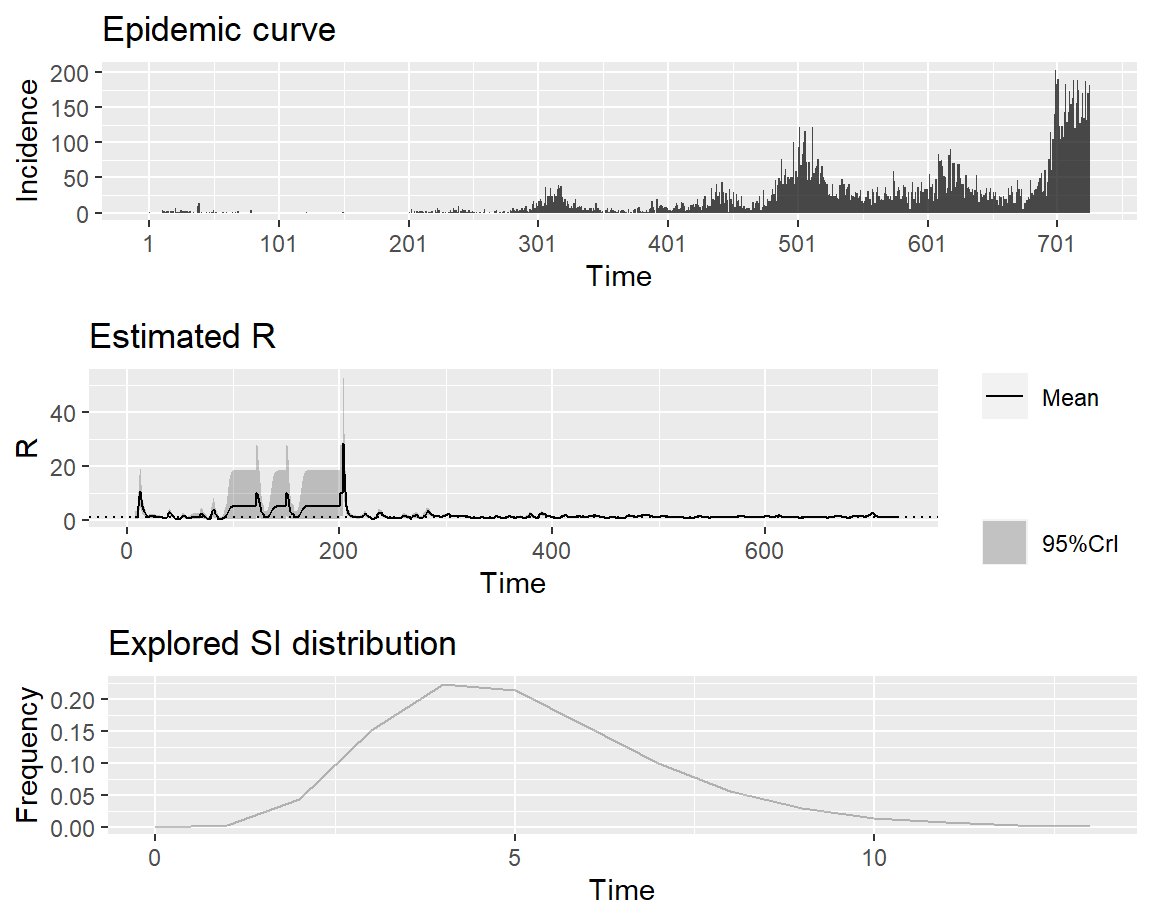 Epidemic curve
Incidence
200
150
100
50
0
1 101 201 301 401 501 601 701
Time
Estimated R
R
40
20
0
0 200 400 600
Time
Mean
95%CrI
Explored SI distribution
Frequency
0.20
0.15
0.10
0.05
0.00
0 5 10
Time